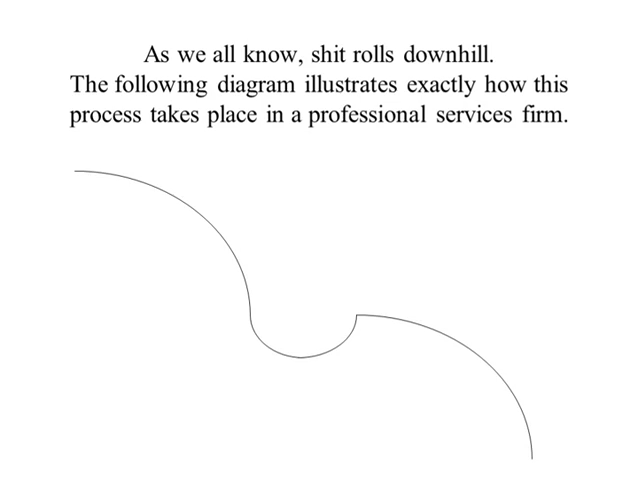 As we all know, shit rolls downhill.
The following diagram illustrates exactly how this
process takes place in a professional services firm.